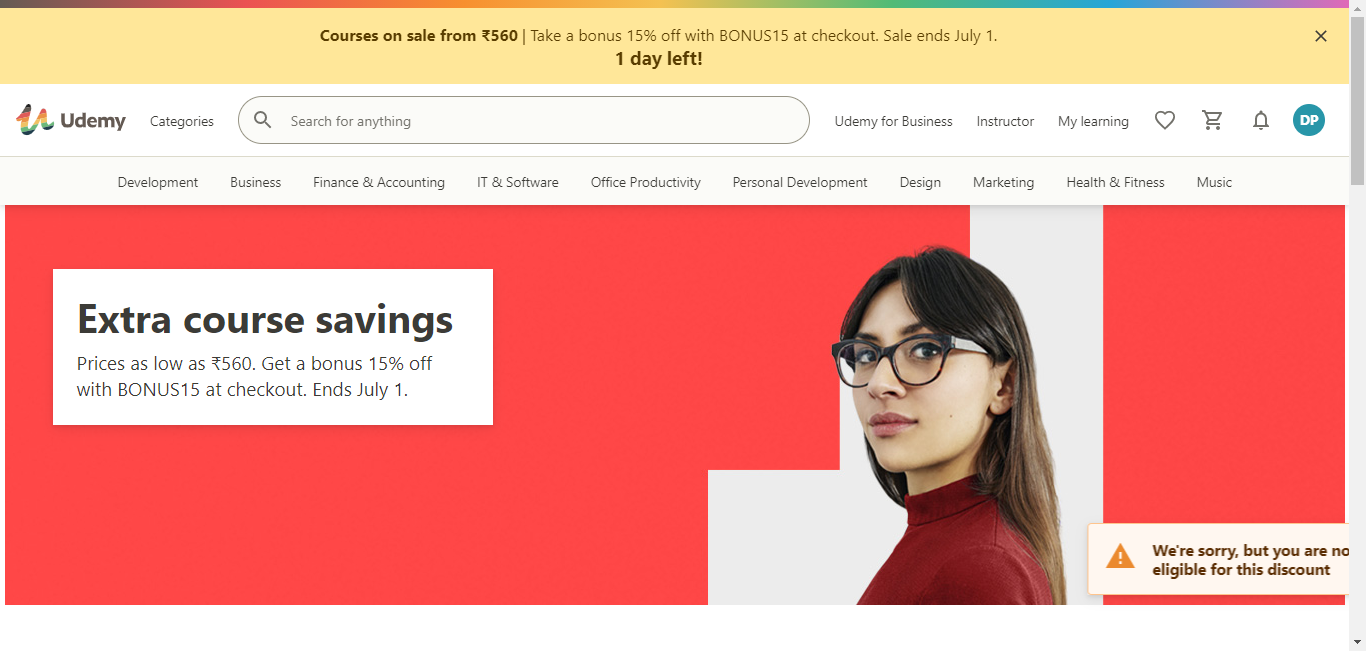 Courses on sale from ₹560 | Take a bonus 15% off with BONUS15 at checkout. Sale ends July 1.
1 day left!
Udemy
Categories
Search for anything
Udemy for Business
Instructor
My learning
DP
Development
Business
Finance & Accounting
IT & Software
Office Productivity
Personal Development
Design
Marketing
Health & Fitness
Music
Extra course savings
Prices as low as ₹560. Get a bonus 15% off
with BONUS15 at checkout. Ends July 1.
We're sorry, but you are no
eligible for this discount